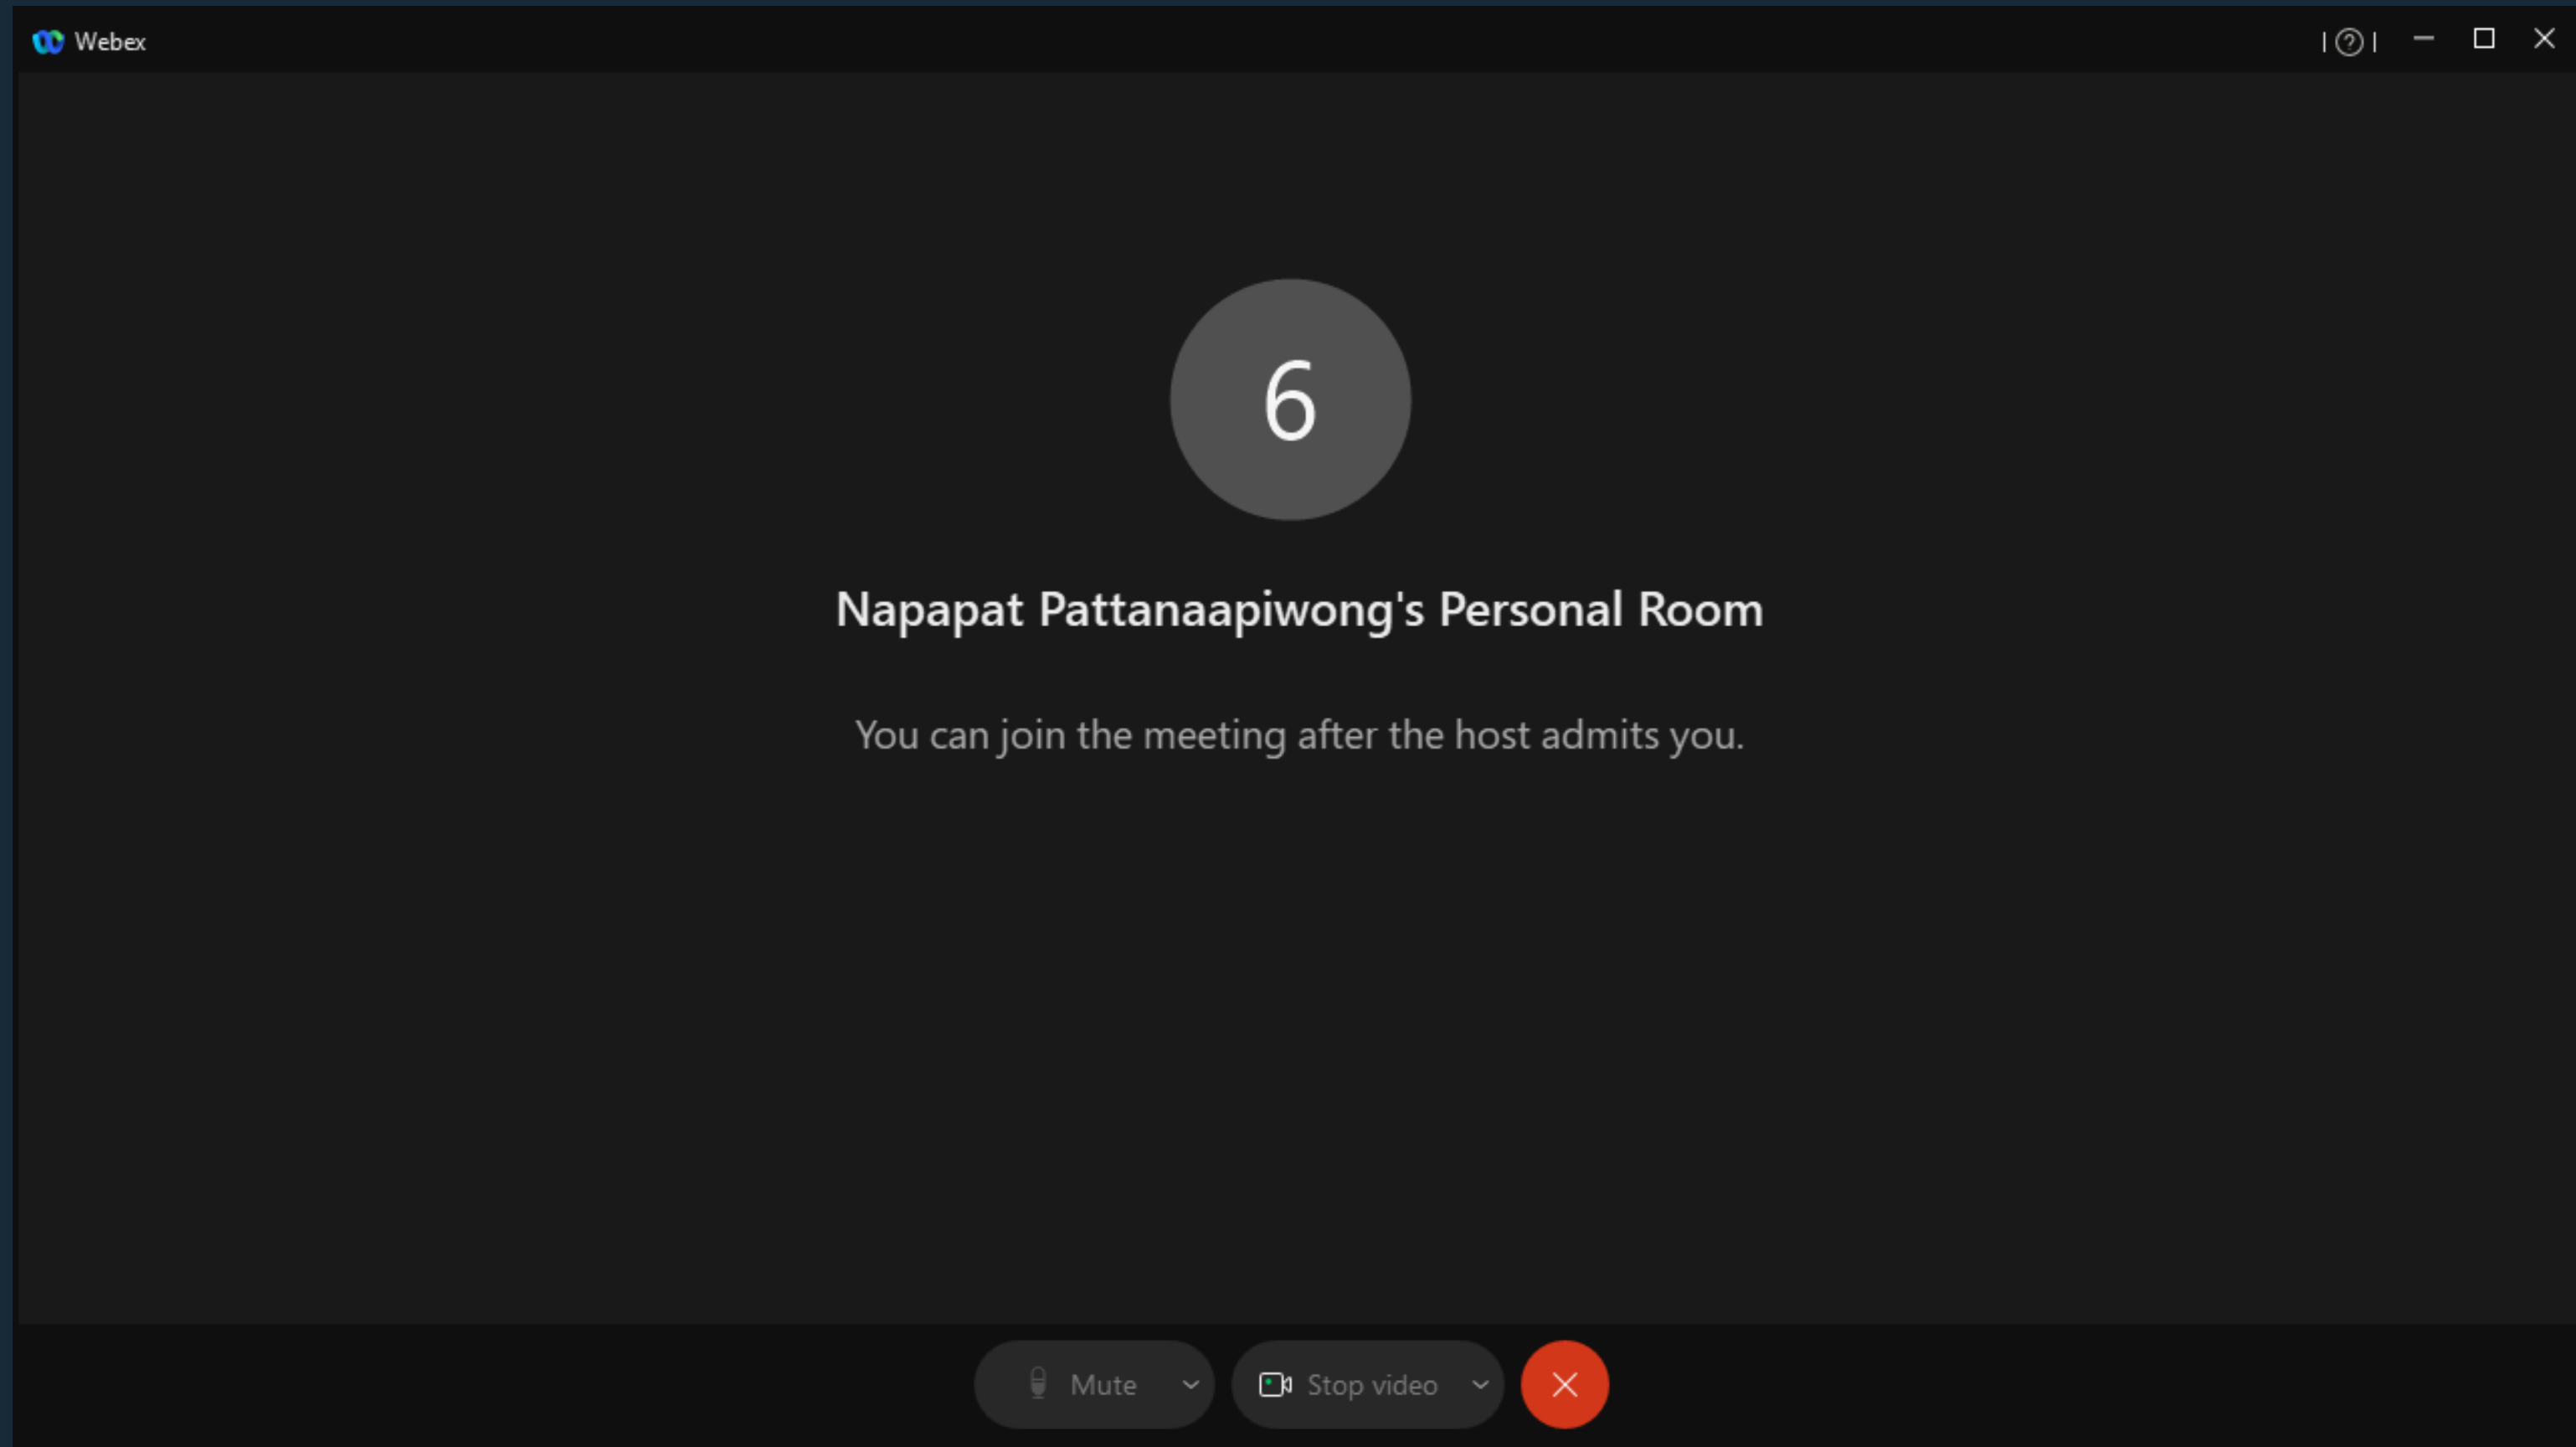 Webex
6
Napapat Pattanaapiwong's Personal Room
You can join the meeting after the host admits you.
Mute
Stop video